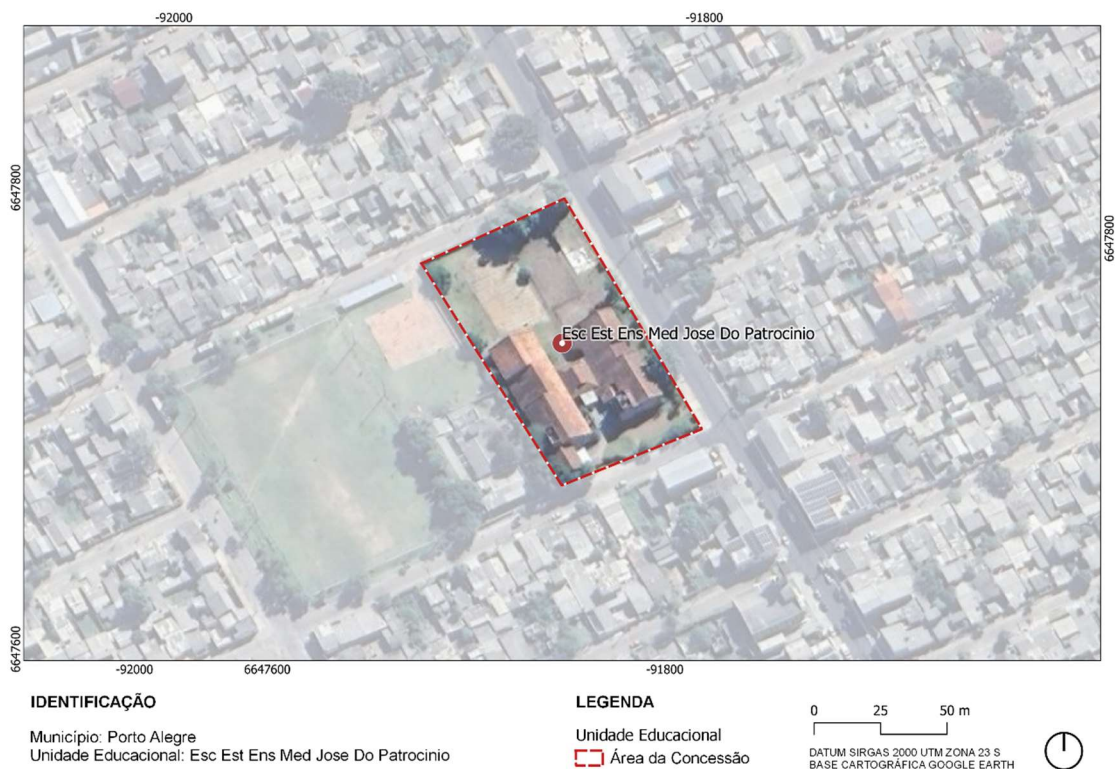 -92000
-91800
6647800
6647800
Esc Est Ens Med Jose Do Patrocinio
6647600
-92000
6647600
-91800
IDENTIFICAÇÃO
Município: Porto Alegre
Unidade Educacional: Esc Est Ens Med Jose Do Patrocinio
LEGENDA
Unidade Educacional
Área da Concessão
0 25 50 m
DATUM SIRGAS 2000 UTM ZONA 23 S
BASE CARTOGRÁFICA GOOGLE EARTH